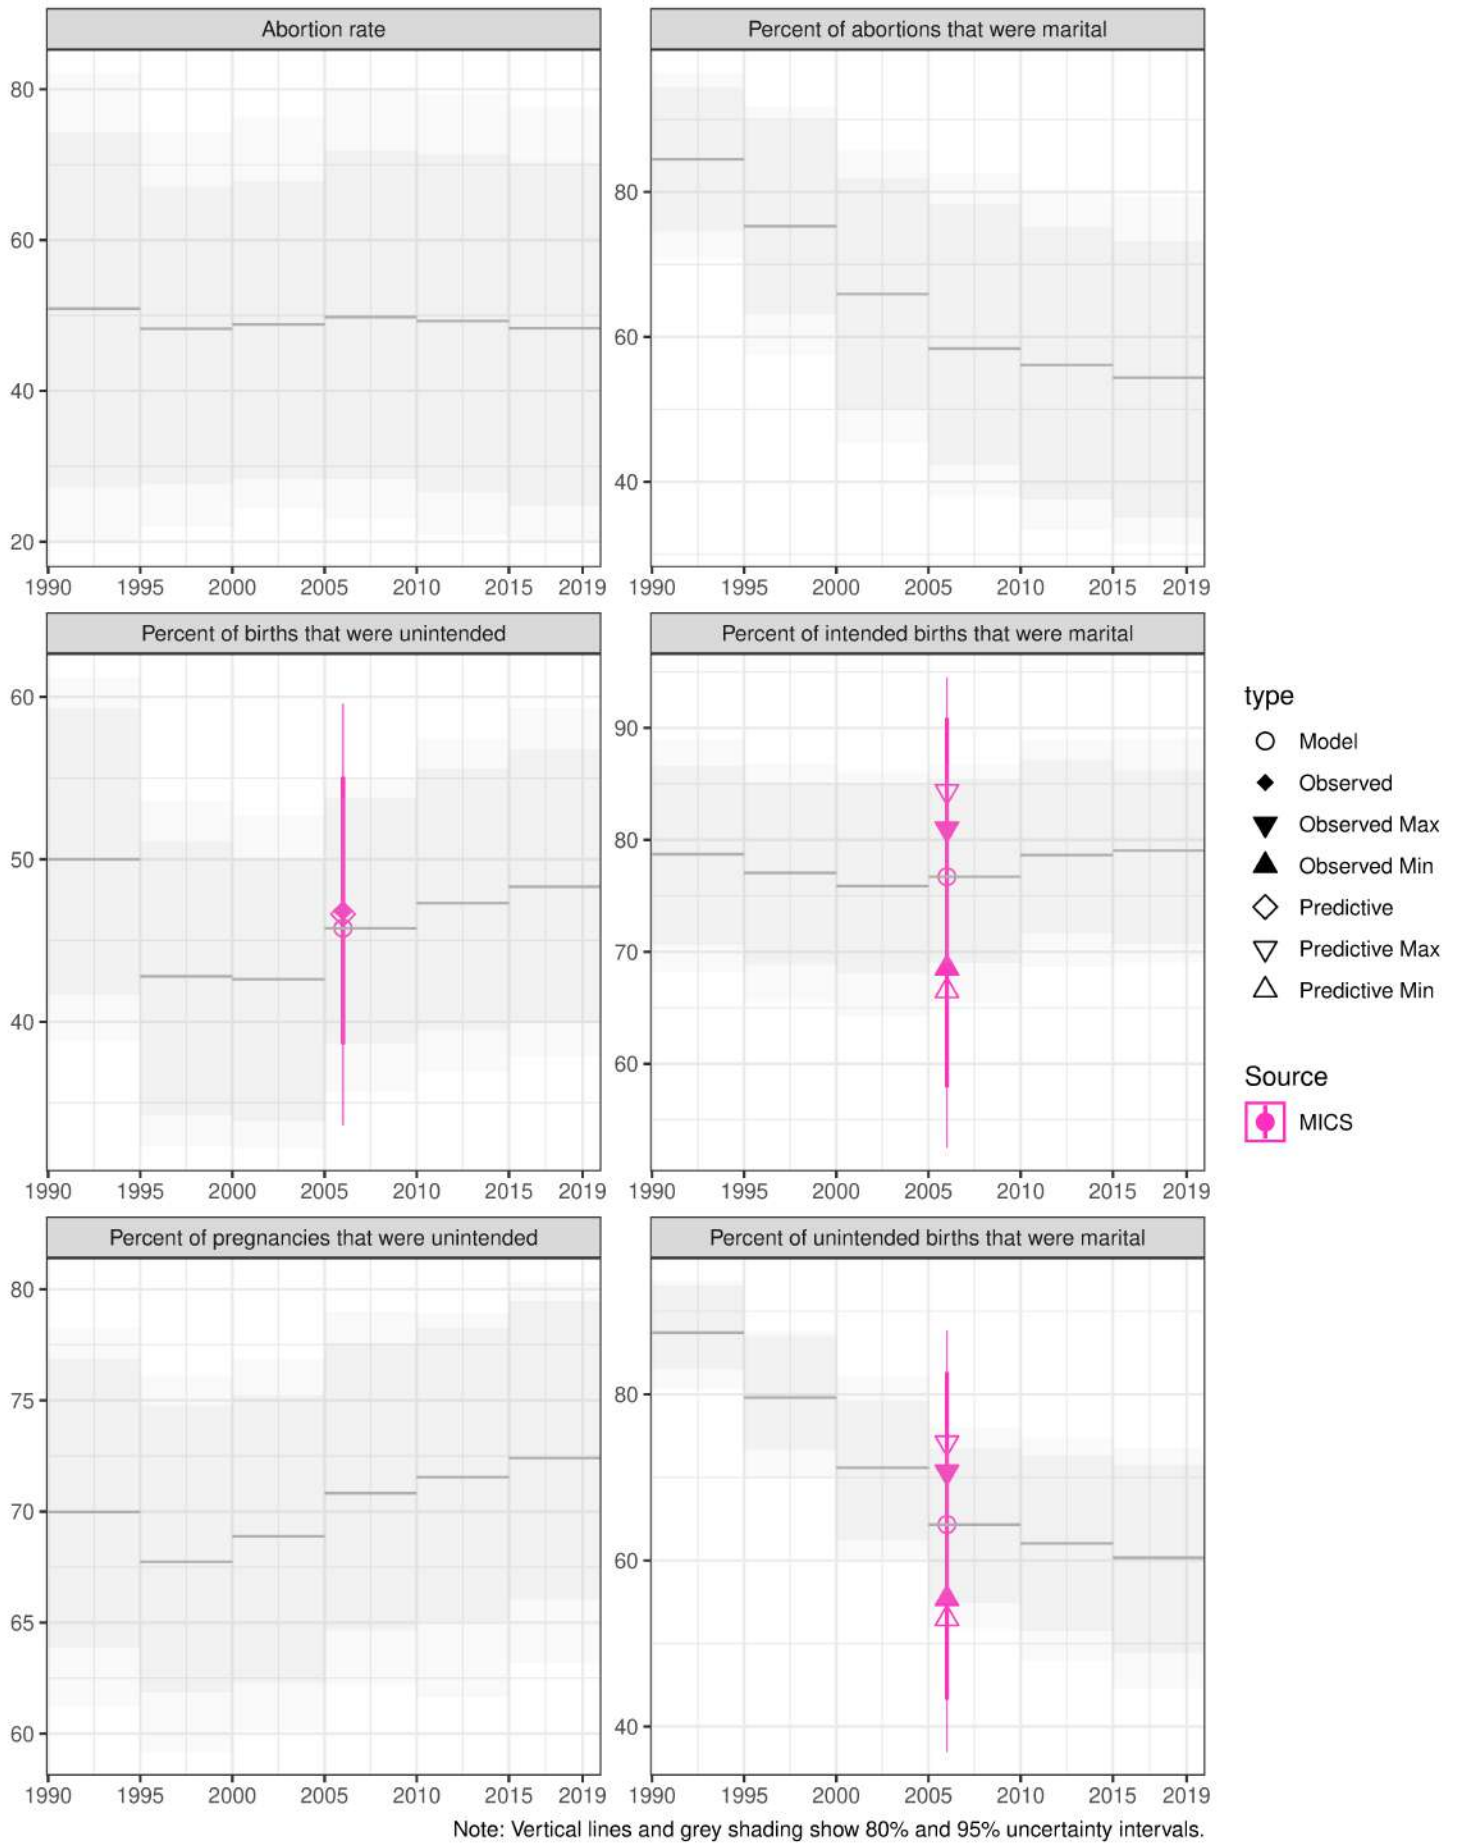 Abortion rate
Percent of abortions that were marital
80
60
40
20
80
60
40
1990 1995 2000 2005 2010 2015 2019
1990 1995 2000 2005 2010 2015 2019
Percent of births that were unintended
Percent of intended births that were marital
60
50
40
90
80
70
60
1990 1995 2000 2005 2010 2015 2019
1990 1995 2000 2005 2010 2015 2019
type
Model
Observed
Observed Max
Observed Min
Predictive
Predictive Max
Predictive Min
Source
MICS
Percent of pregnancies that were unintended
Percent of unintended births that were marital
80
75
70
65
60
80
60
40
1990 1995 2000 2005 2010 2015 2019
1990 1995 2000 2005 2010 2015 2019
Note: Vertical lines and grey shading show 80% and 95% uncertainty intervals.